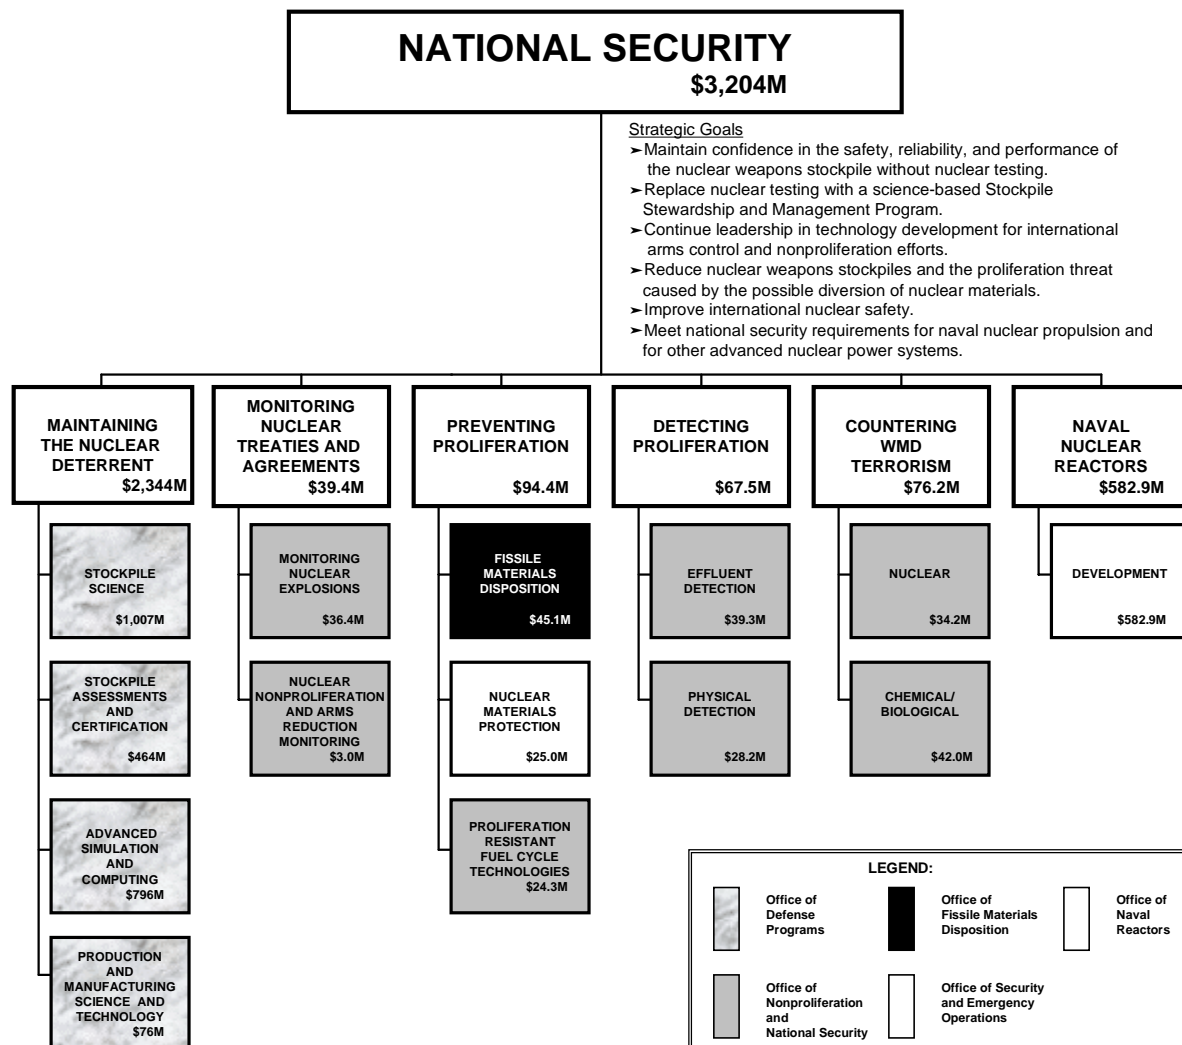 NATIONAL SECURITY
$3,204M
Strategic Goals
➤Maintain confidence in the safety, reliability, and performance of
the nuclear weapons stockpile without nuclear testing.
➤Replace nuclear testing with a science-based Stockpile
Stewardship and Management Program.
➤Continue leadership in technology development for international
arms control and nonproliferation efforts.
➤Reduce nuclear weapons stockpiles and the proliferation threat
caused by the possible diversion of nuclear materials.
➤Improve international nuclear safety.
➤Meet national security requirements for naval nuclear propulsion and
for other advanced nuclear power systems.
MAINTAINING
THE NUCLEAR
DETERRENT
$2,344M
MONITORING
NUCLEAR
TREATIES AND
AGREEMENTS
$39.4M
PREVENTING
PROLIFERATION
$94.4M
DETECTING
PROLIFERATION
$67.5M
COUNTERING
WMD
TERRORISM
$76.2M
NAVAL
NUCLEAR
REACTORS
$582.9M
STOCKPILE
SCIENCE
$1,007M
MONITORING
NUCLEAR
EXPLOSIONS
$36.4M
FISSILE
MATERIALS
DISPOSITION
$45.1M
EFFLUENT
DETECTION
$39.3M
NUCLEAR
$34.2M
DEVELOPMENT
$582.9M
STOCKPILE
ASSESSMENTS
AND
CERTIFICATION
$464M
NUCLEAR
NONPROLIFERATION
AND ARMS
REDUCTION
MONITORING
$3.0M
NUCLEAR
MATERIALS
PROTECTION
$25.0M
PHYSICAL
DETECTION
$28.2M
CHEMICAL/
BIOLOGICAL
$42.0M
ADVANCED
SIMULATION
AND
COMPUTING
$796M
PROLIFERATION
RESISTANT
FUEL CYCLE
TECHNOLOGIES
$24.3M
PRODUCTION
AND
MANUFACTURING
SCIENCE AND
TECHNOLOGY
$76M
LEGEND:
Office of
Defense
Programs
Office of
Fissile Materials
Disposition
Office of
Naval
Reactors
Office of
Nonproliferation
and
National Security
Office of Security
and Emergency
Operations